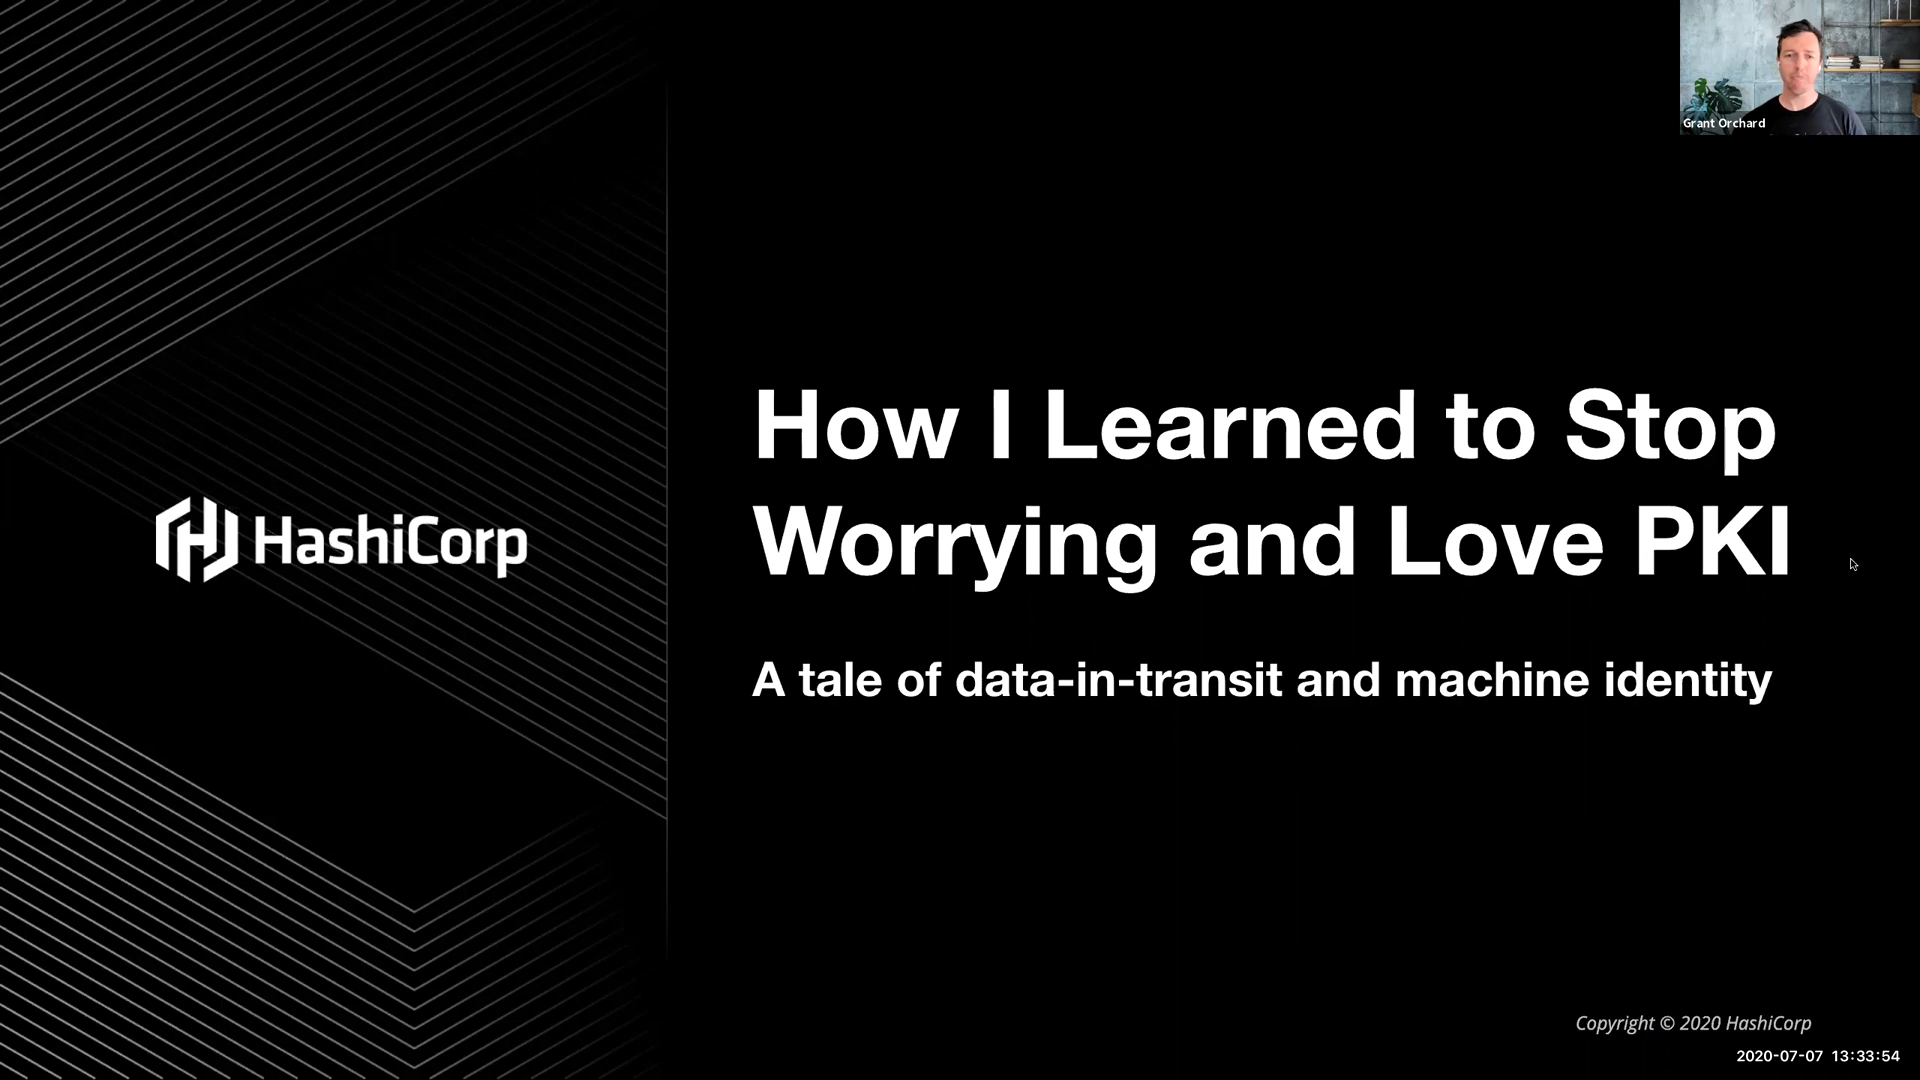 Grant Orchard
How I Learned to Stop
Worrying and Love PKI
HashiCorp
A tale of data-in-transit and machine identity
Copyright © 2020 HashiCorp
2020-07-07 13:33:54